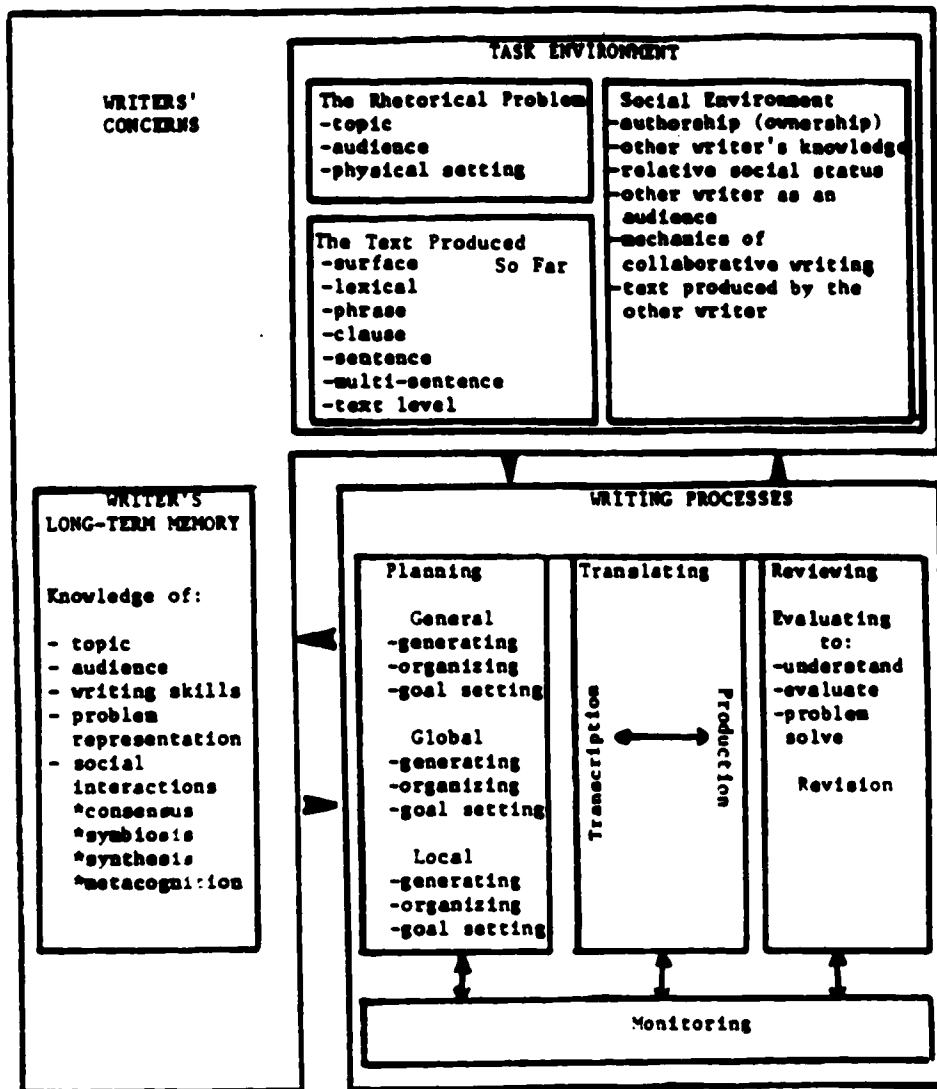 TASK ENVIRONMENT
WRITERS'
CONCERNS
The Rhetorical Problem
-topic
-audience
-physical setting
Social Environment
-authorship (ownership)
-other writer's knowledge
-relative social status
-other writer as an
audience
-mechanics of
collaborative writing
-text produced by the
other writer
The Text Produced
-surface So Far
-lexical
-phrase
-clause
-sentence
-multi-sentence
-text level
WRITER'S
LONG-TERM MEMORY
Knowledge of:
- topic
- audience
- writing skills
- problem
representation
- social
interactions
*consensus
*symbiosis
*synthesis
*metacognition
WRITING PROCESSES
Planning
General
-generating
-organizing
-goal setting
Global
-generating
-organizing
-goal setting
Local
-generating
-organizing
-goal setting
Translating
Transcription
Production
Reviewing
Evaluating
to:
-understand
-evaluate
-problem
solve
Revision
Monitoring